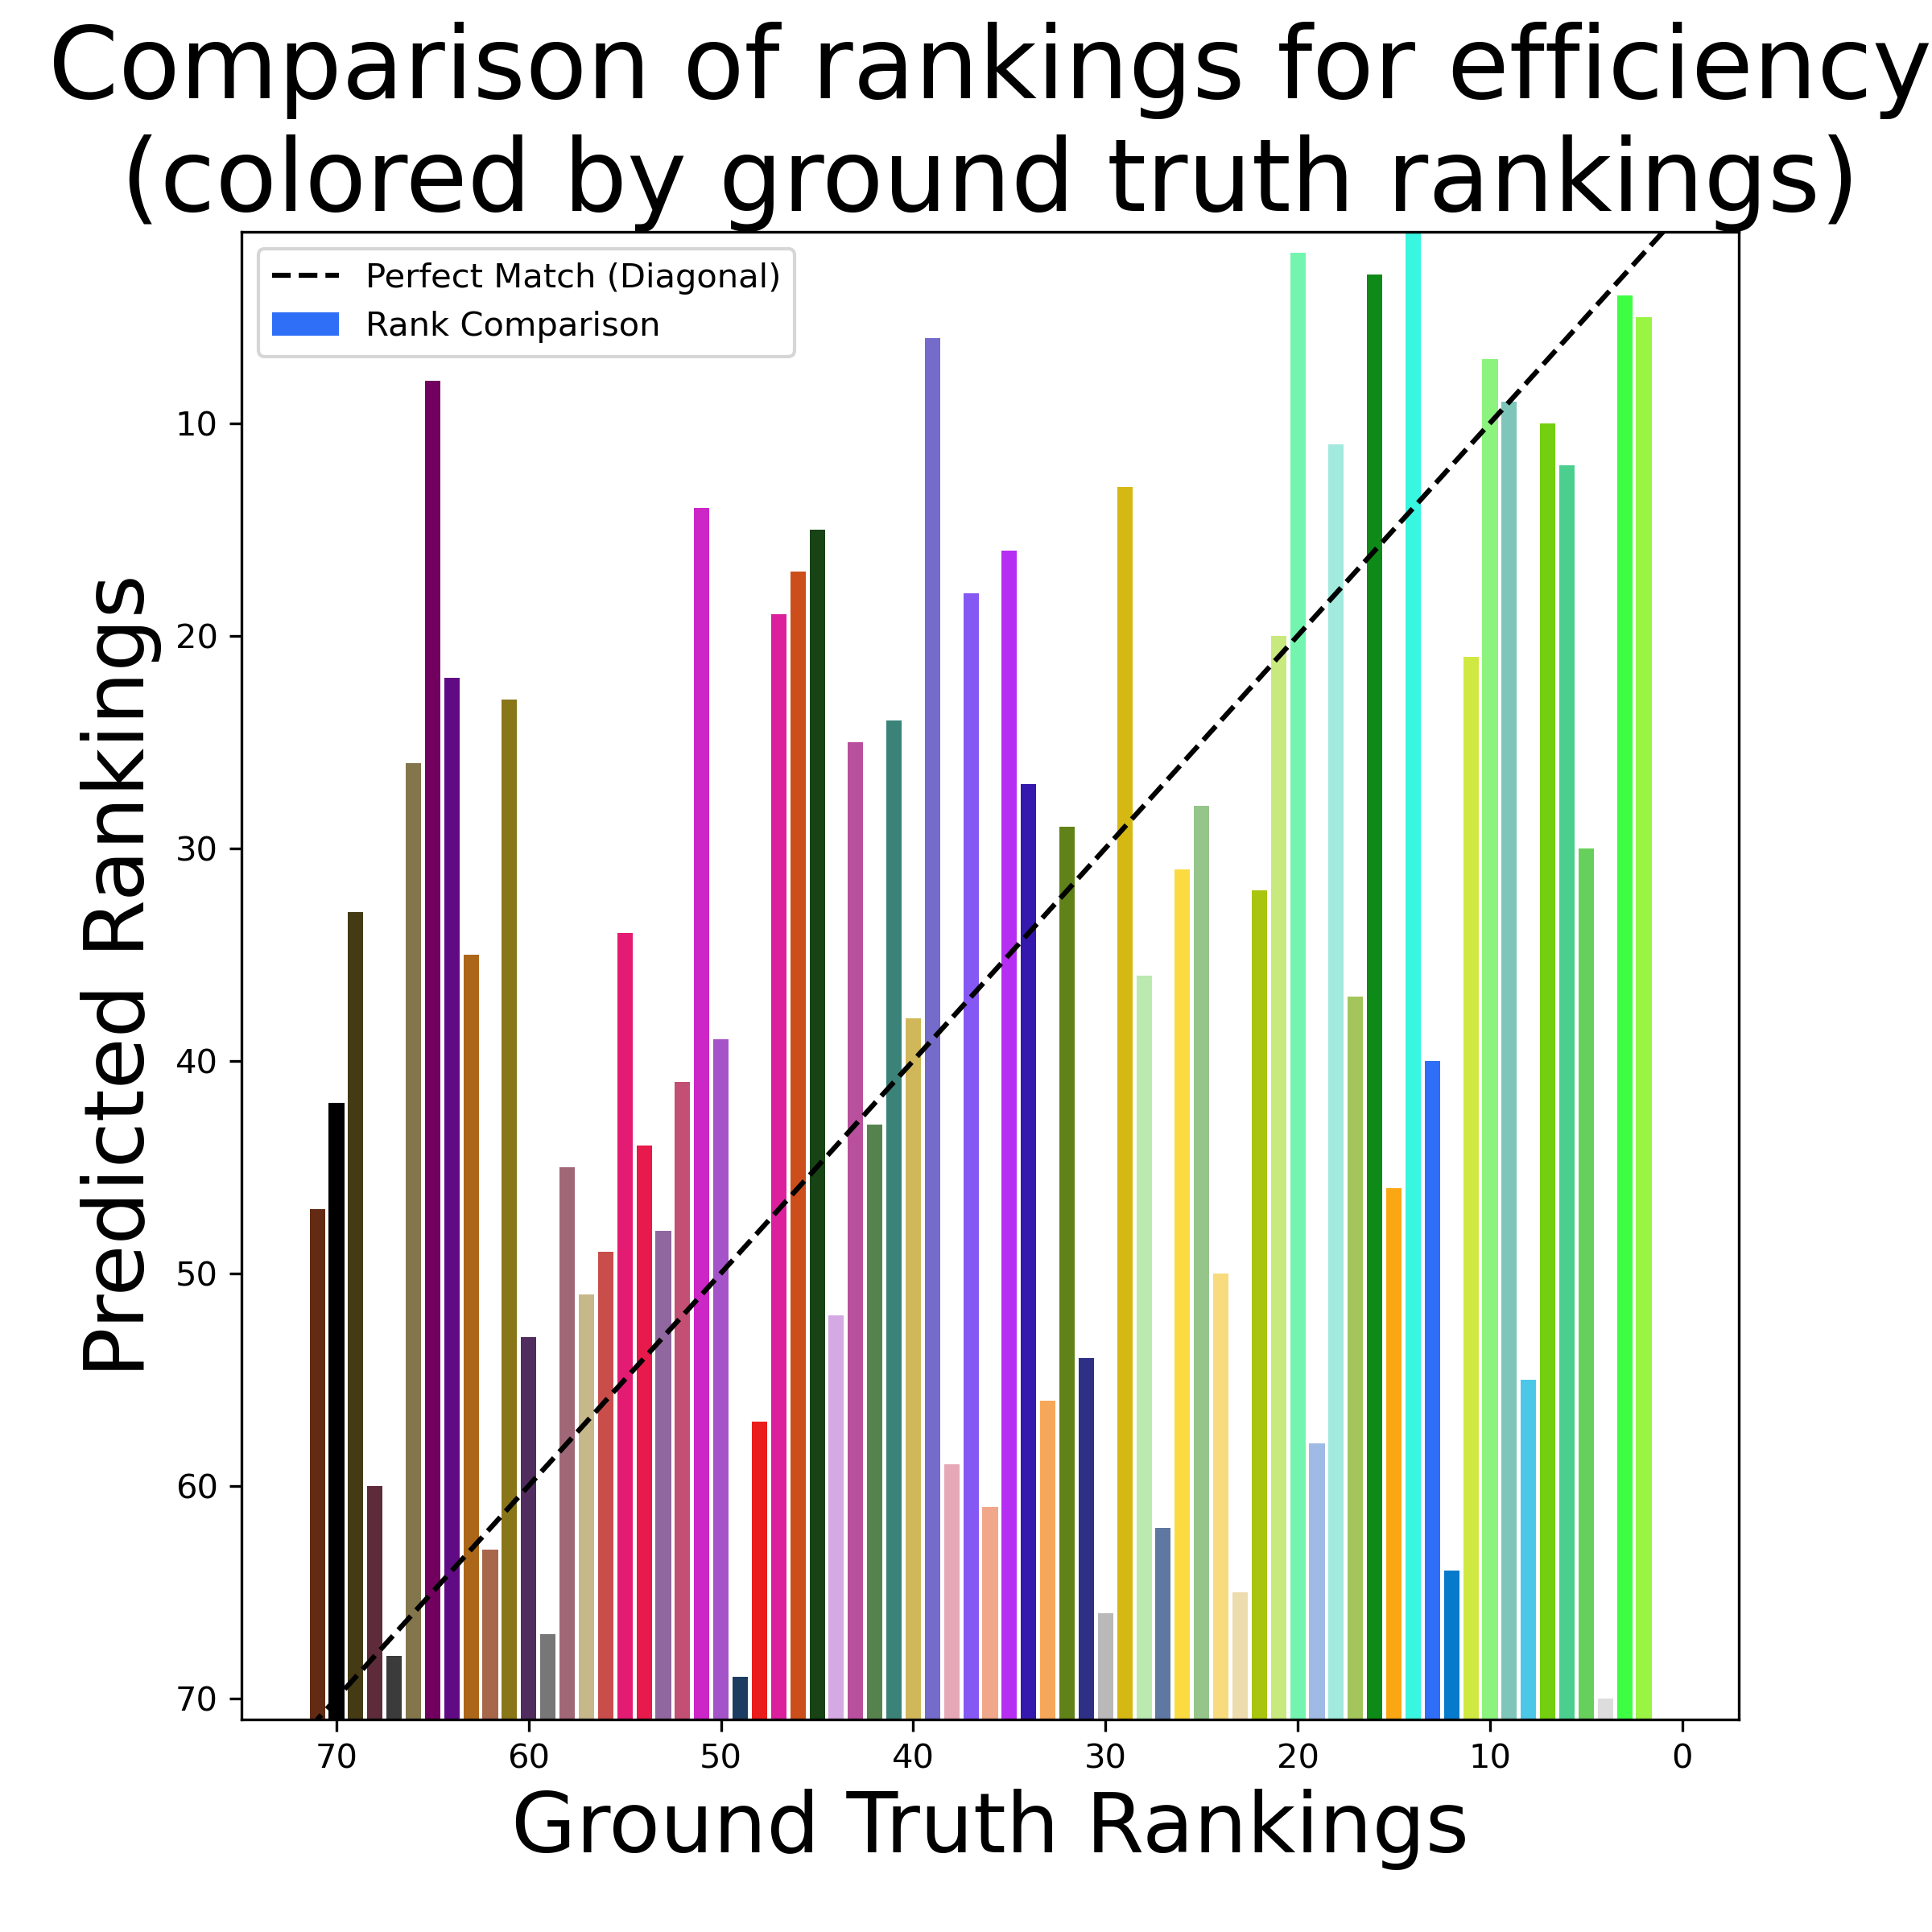 Comparison of rankings for efficiency
(colored by ground truth rankings)
Perfect Match (Diagonal)
Rank Comparison
Predicted Rankings
10
20
30
40
50
60
70
70 60 50 40 30 20 10 0
Ground Truth Rankings